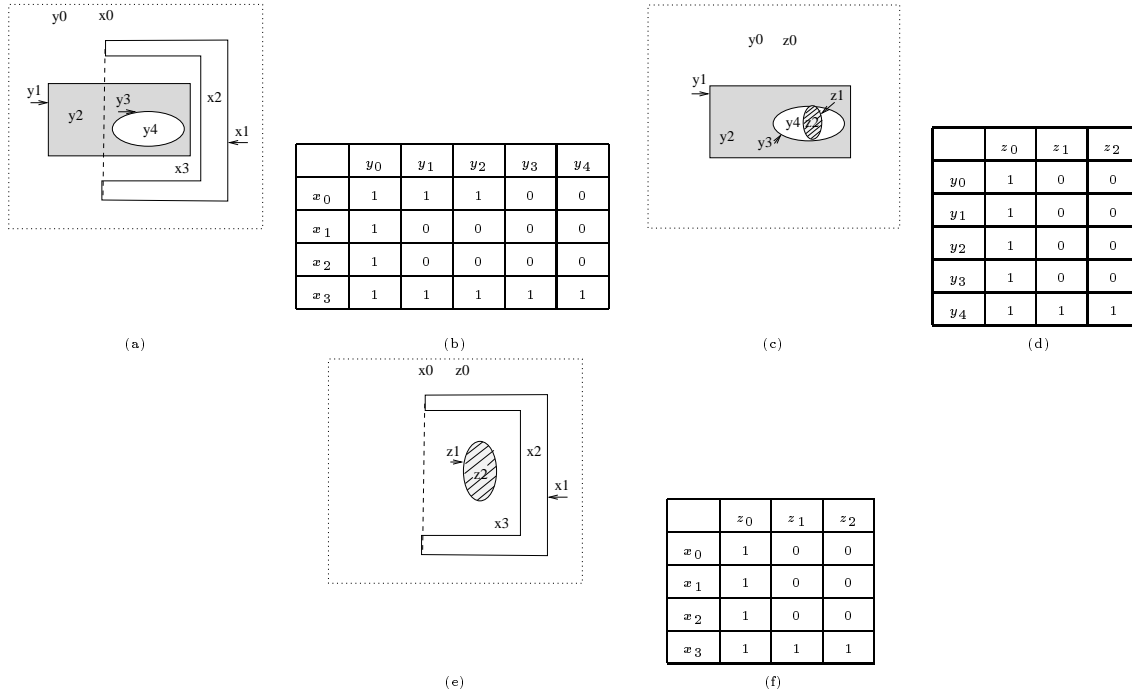 y0 x0
y1
y2
y3
y4
x2
x1
x3
y0 y1 y2 y3 y4
x0 1 1 1 0 0
x1 1 0 0 0 0
x2 1 0 0 0 0
x3 1 1 1 1 1
y0 z0
y1
z1
y4 z2
y2
y3
z0 z1 z2
y0 1 0 0
y1 1 0 0
y2 1 0 0
y3 1 0 0
y4 1 1 1
(a) (b) (c) (d)
x0 z0
z1
z2
x2
x1
x3
z0 z1 z2
x0 1 0 0
x1 1 0 0
x2 1 0 0
x3 1 1 1
(e) (f)